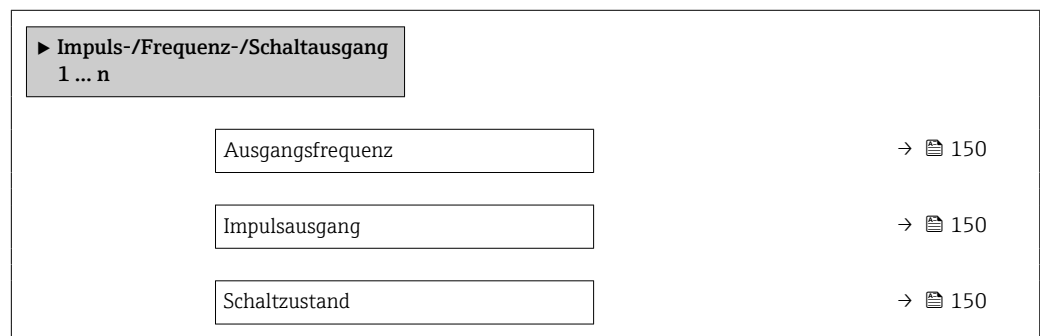 ▶ Impuls-/Frequenz-/Schaltausgang
1 ... n
Ausgangsfrequenz → 150
Impulsausgang → 150
Schaltzustand → 150